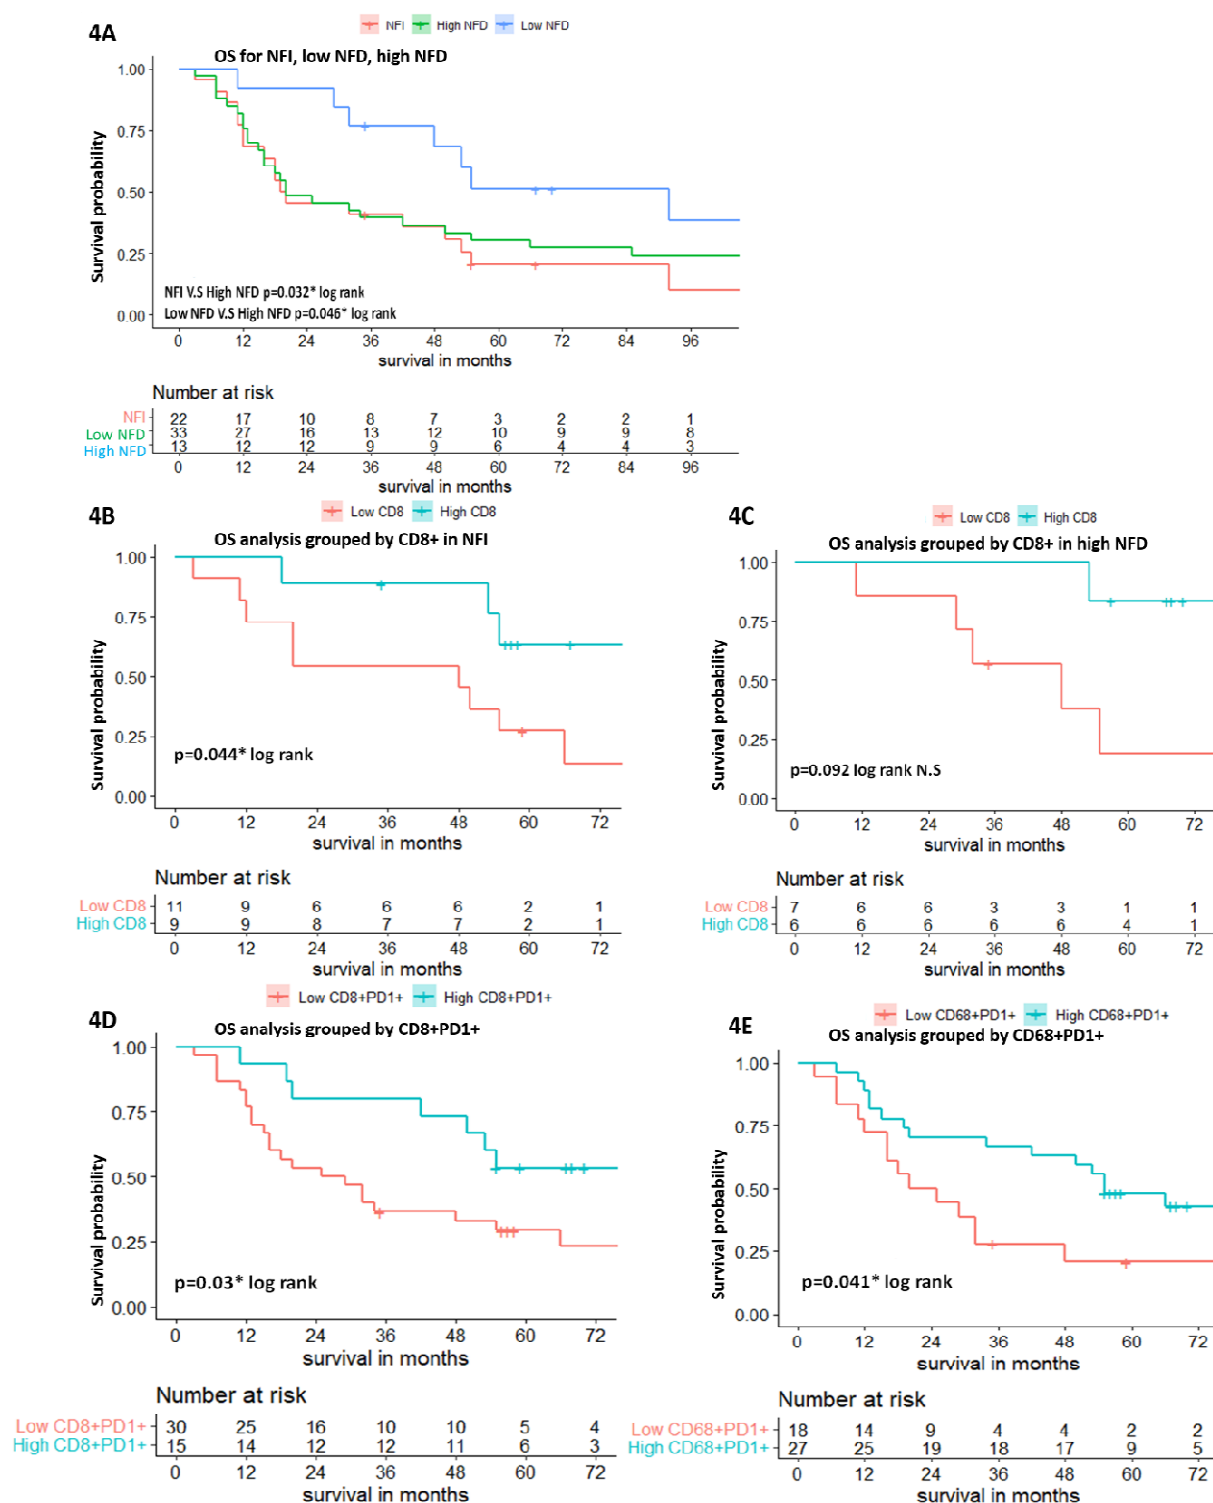 4A
NFI High NFD Low NFD
OS for NFI, low NFD, high NFD
Survival probability
1.00
0.75
0.50
0.25
0.00
NFI V.S High NFD p=0.032* log rank
Low NFD V.S High NFD p=0.046* log rank
0 12 24 36 48 60 72 84 96
survival in months
Number at risk
NFI 22 17 10 8 7 3 2 2 1
Low NFD 33 27 16 13 12 10 9 9 8
High NFD 13 12 12 9 9 6 4 4 3
0 12 24 36 48 60 72 84 96
survival in months
4B
Low CD8 High CD8
OS analysis grouped by CD8+ in NFI
Survival probability
1.00
0.75
0.50
0.25
0.00
p=0.044* log rank
0 12 24 36 48 60 72
survival in months
Number at risk
Low CD8 11 9 6 6 6 2 1
High CD8 9 9 8 7 7 2 1
0 12 24 36 48 60 72
survival in months
4C
Low CD8 High CD8
OS analysis grouped by CD8+ in high NFD
Survival probability
1.00
0.75
0.50
0.25
0.00
p=0.092 log rank N.S
0 12 24 36 48 60 72
survival in months
Number at risk
Low CD8 7 6 6 3 3 1 1
High CD8 6 6 6 6 6 4 1
0 12 24 36 48 60 72
survival in months
4D
Low CD8+PD1+ High CD8+PD1+
OS analysis grouped by CD8+PD1+
Survival probability
1.00
0.75
0.50
0.25
0.00
p=0.03* log rank
0 12 24 36 48 60 72
survival in months
Number at risk
Low CD8+PD1+ 30 25 16 10 10 5 4
High CD8+PD1+ 15 14 12 12 11 6 3
0 12 24 36 48 60 72
survival in months
4E
Low CD68+PD1+ High CD68+PD1+
OS analysis grouped by CD68+PD1+
Survival probability
1.00
0.75
0.50
0.25
0.00
p=0.041* log rank
0 12 24 36 48 60 72
survival in months
Number at risk
Low CD68+PD1+ 18 14 9 4 4 2 2
High CD68+PD1+ 27 25 19 18 17 9 5
0 12 24 36 48 60 72
survival in months